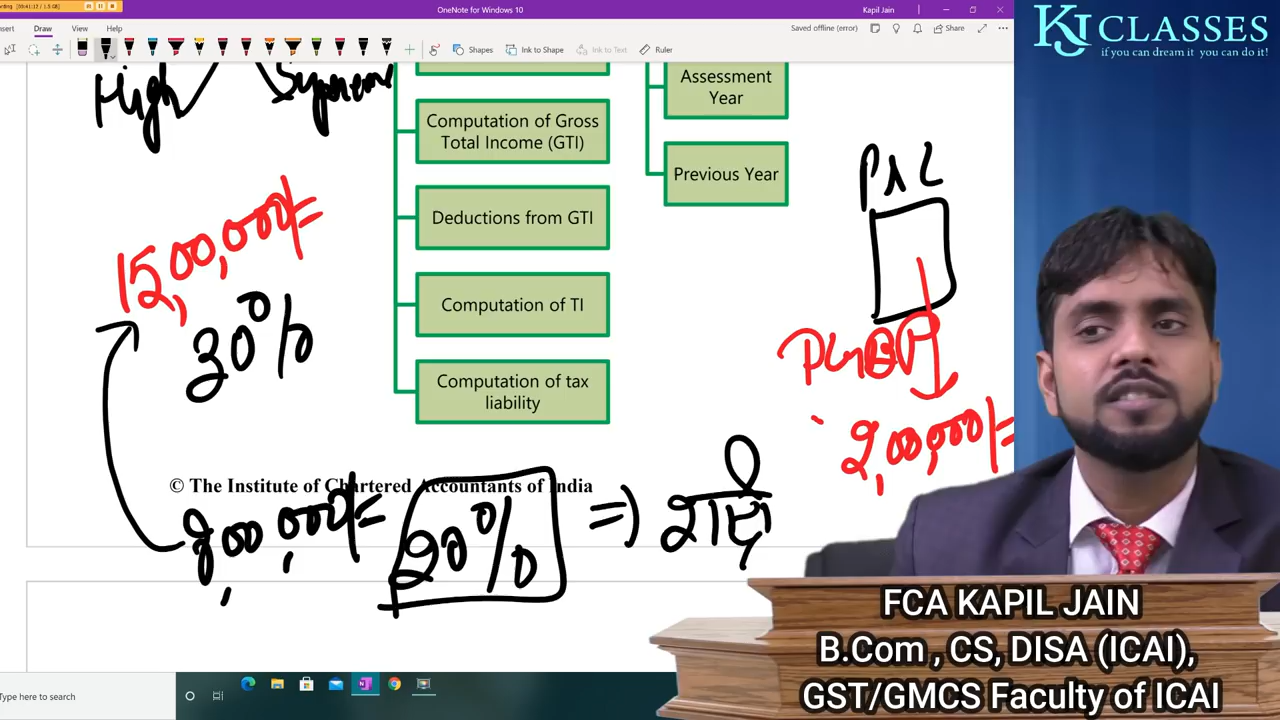 OneNote for Windows 10
Kapil Jain
Insert Draw View Help
Saved offline (error)
Share
Shapes
Ink to Shape
Ink to Text
Ruler
KJ CLASSES
if you can dream it you can do it!
High
Supreme
Assessment
Year
Computation of Gross
Total Income (GTI)
Previous Year
Deductions from GTI
1500,000/=
30%
Computation of TI
PGBP
2,00,000/=
Computation of tax
liability
© The Institute of Chartered Accountants of India
8,00,000/=
20%
=>
FCA KAPIL JAIN
B.Com , CS, DISA (ICAI),
GST/GMCS Faculty of ICAI
Type here to search